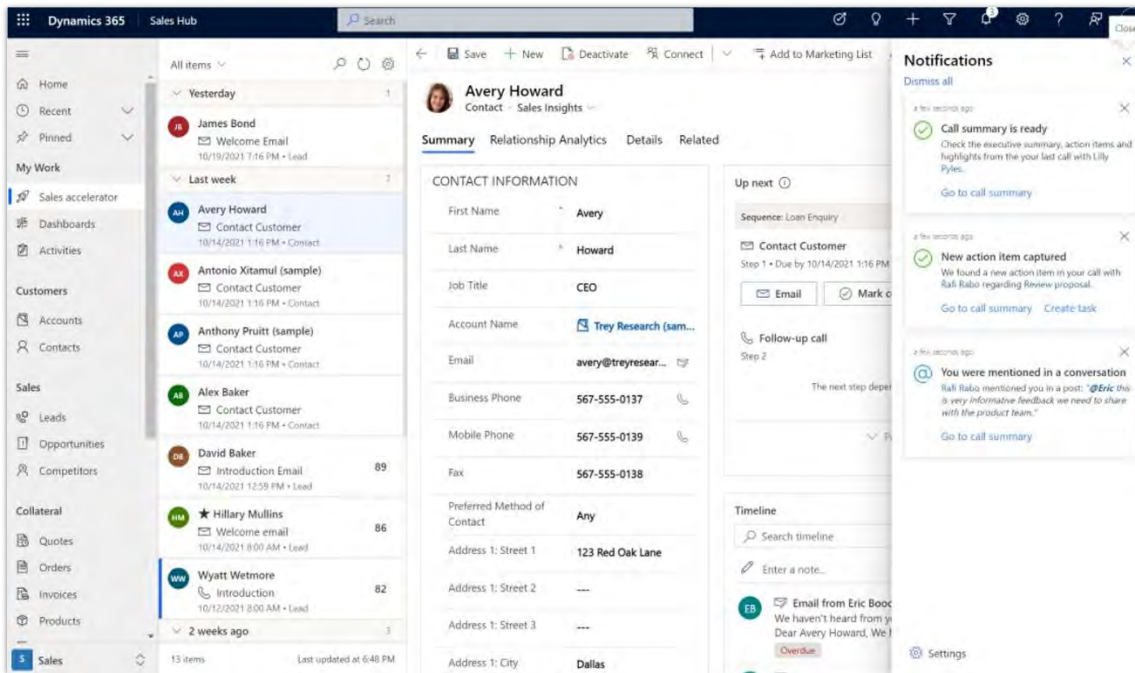 Dynamics 365
Sales Hub
Search
3
Close
Home
Recent
Pinned
My Work
Sales accelerator
Dashboards
Activities
Customers
Accounts
Contacts
Sales
Leads
Opportunities
Competitors
Collateral
Quotes
Orders
Invoices
Products
S Sales
All items
Yesterday 1
JB James Bond
Welcome Email
10/19/2021 7:16 PM • Lead
Last week 7
AH Avery Howard
Contact Customer
10/14/2021 1:16 PM • Contact
AX Antonio Xitamul (sample)
Contact Customer
10/14/2021 1:16 PM • Contact
AP Anthony Pruitt (sample)
Contact Customer
10/14/2021 1:16 PM • Contact
AB Alex Baker
Contact Customer
10/14/2021 1:16 PM • Contact
DB David Baker
Introduction Email 89
10/14/2021 12:59 PM • Lead
HM Hillary Mullins
Welcome email 86
10/14/2021 8:00 AM • Lead
WW Wyatt Wetmore
Introduction 82
10/12/2021 8:00 AM • Lead
2 weeks ago 3
13 items Last updated at 6:48 PM
Save New Deactivate Connect Add to Marketing List
Avery Howard
Contact · Sales Insights
Summary Relationship Analytics Details Related
CONTACT INFORMATION
First Name * Avery
Last Name * Howard
Job Title CEO
Account Name Trey Research (sam...
Email avery@treyresear...
Business Phone 567-555-0137
Mobile Phone 567-555-0139
Fax 567-555-0138
Preferred Method of
Contact Any
Address 1: Street 1 123 Red Oak Lane
Address 1: Street 2 ---
Address 1: Street 3 ---
Address 1: City Dallas
Up next
Sequence: Loan Enquiry
Contact Customer
Step 1 • Due by 10/14/2021 1:16 PM
Email Mark c
Follow-up call
Step 2
The next step depen
Timeline
Search timeline
Enter a note...
EB Email from Eric Booc
We haven't heard from y
Dear Avery Howard, We h
Overdue
Notifications
Dismiss all
a few seconds ago
Call summary is ready
Check the executive summary, action items and
highlights from the your last call with Lilly
Pyles.
Go to call summary
a few seconds ago
New action item captured
We found a new action item in your call with
Rafi Rabo regarding Review proposal.
Go to call summary Create task
a few seconds ago
You were mentioned in a conversation
Rafi Rabo mentioned you in a post: "@Eric this
is very informative feedback we need to share
with the product team."
Go to call summary
Settings